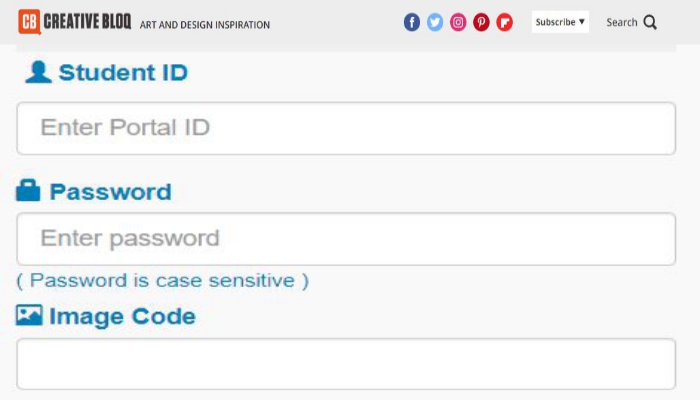 CB CREATIVE BLOQ ART AND DESIGN INSPIRATION Subscribe ▼ Search
Student ID
Enter Portal ID
Password
Enter password
( Password is case sensitive )
Image Code